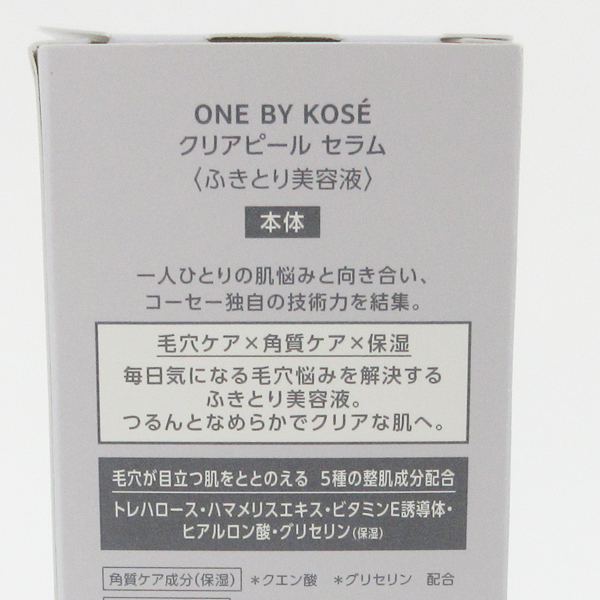 ONE BY KOSÉ
クリアピール セラム
〈ふきとり美容液〉
本体
一人ひとりの肌悩みと向き合い、
コーセー独自の技術力を結集。
毛穴ケア×角質ケア×保湿
毎日気になる毛穴悩みを解決する
ふきとり美容液。
つるんとなめらかでクリアな肌へ。
毛穴が目立つ肌をととのえる 5種の整肌成分配合
トレハロース・ハマメリスエキス・ビタミンE誘導体・
ヒアルロン酸・グリセリン(保湿)
角質ケア成分(保湿) *クエン酸 *グリセリン 配合